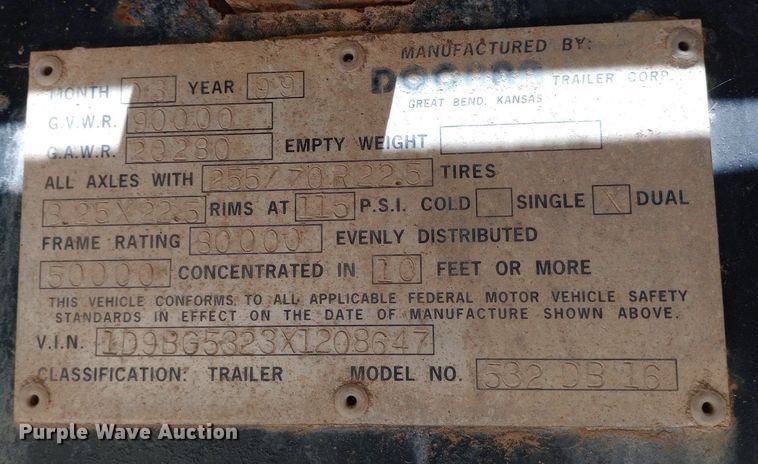 MANUFACTURED BY:
MONTH 03 YEAR 99
TRAILER CORP.
GREAT BEND, KANSAS
G.V.W.R. 90000
G.A.W.R. 20280 EMPTY WEIGHT
ALL AXLES WITH 255/70R22.5 TIRES
8.25X22.5 RIMS AT 115 P.S.I. COLD SINGLE X DUAL
FRAME RATING 80000 EVENLY DISTRIBUTED
50000 CONCENTRATED IN 10 FEET OR MORE
THIS VEHICLE CONFORMS TO ALL APPLICABLE FEDERAL MOTOR VEHICLE SAFETY
STANDARDS IN EFFECT ON THE DATE OF MANUFACTURE SHOWN ABOVE.
V.I.N. 1D9BG5323X1208647
CLASSIFICATION: TRAILER MODEL NO. 532 DB 16
Purple Wave Auction